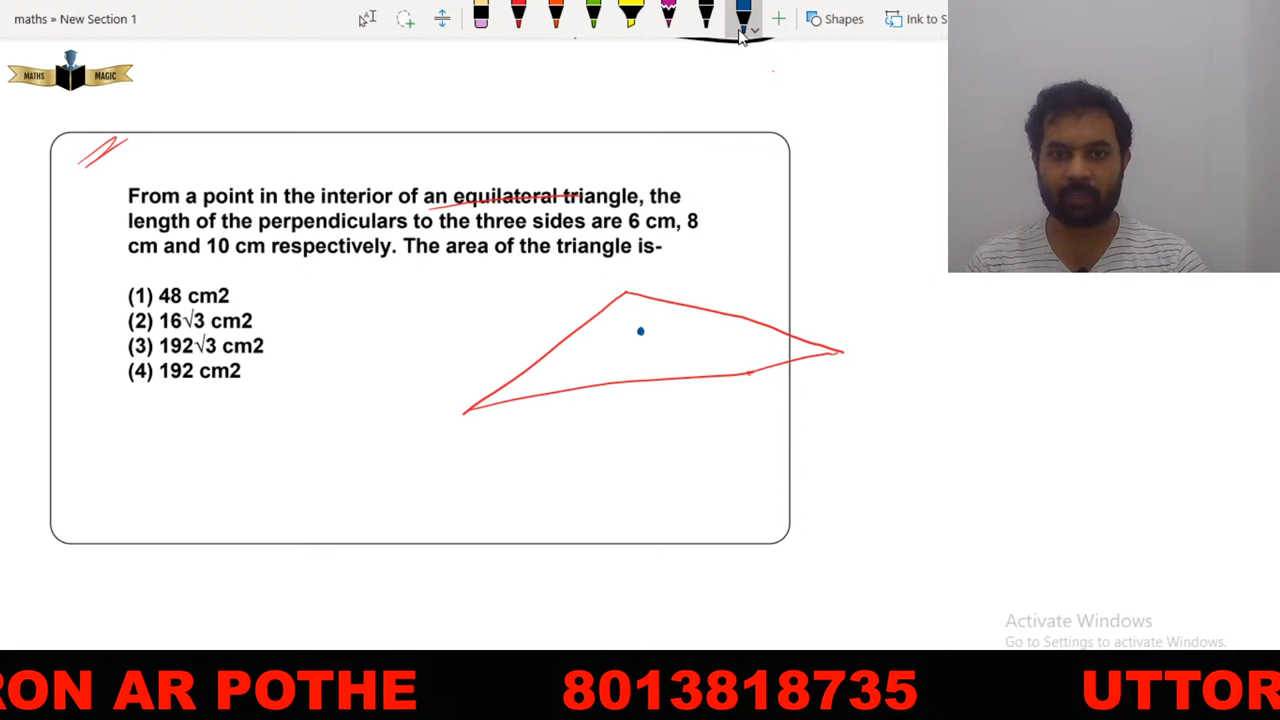 maths » New Section 1
Shapes
Ink to S
MATHS MAGIC
From a point in the interior of an equilateral triangle, the
length of the perpendiculars to the three sides are 6 cm, 8
cm and 10 cm respectively. The area of the triangle is-
(1) 48 cm2
(2) 16√3 cm2
(3) 192√3 cm2
(4) 192 cm2
Activate Windows
Go to Settings to activate Windows.
RON AR POTHE 8013818735 UTTOR